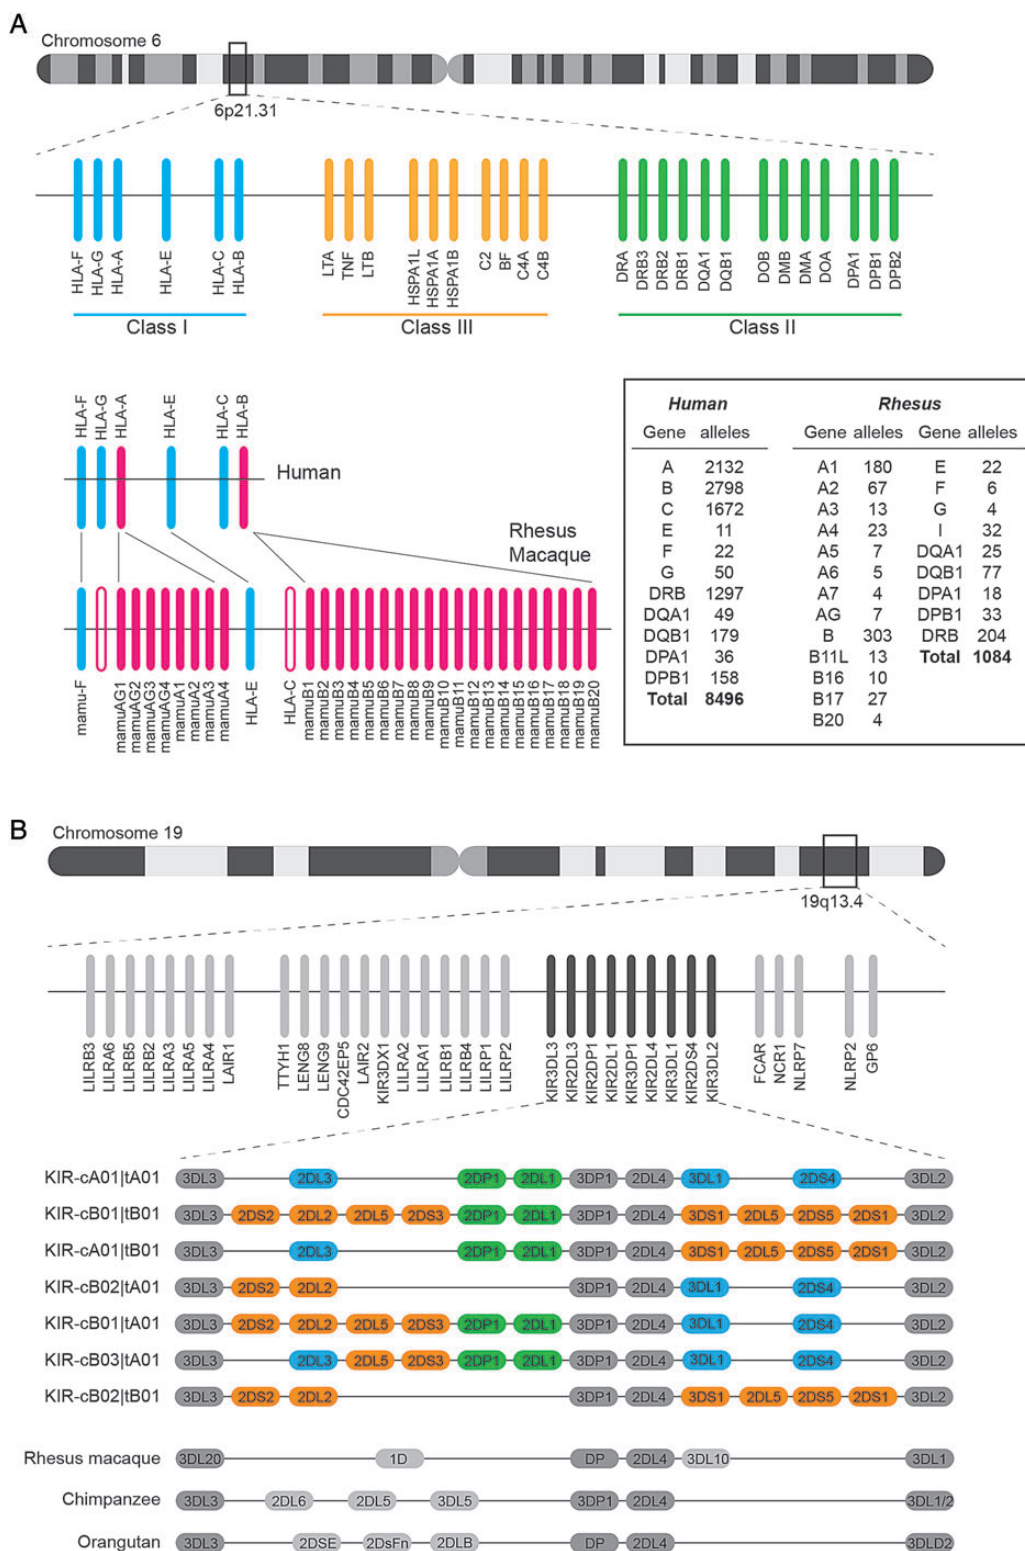 A
Chromosome 6
6p21.31
HLA-F HLA-G HLA-A HLA-E HLA-C HLA-B LTA TNF LTB HSPA1L HSPA1A HSPA1B C2 BF C4A C4B DRA DRB3 DRB2 DRB1 DQA1 DQB1 DOB DMB DMA DOA DPA1 DPB1 DPB2
Class I Class III Class II
HLA-F HLA-G HLA-A HLA-E HLA-C HLA-B
Human
Rhesus
Macaque
mamu-F mamuAG1 mamuAG2 mamuAG3 mamuAG4 mamuA1 mamuA2 mamuA3 mamuA4 HLA-E HLA-C mamuB1 mamuB2 mamuB3 mamuB4 mamuB5 mamuB6 mamuB7 mamuB8 mamuB9 mamuB10 mamuB11 mamuB12 mamuB13 mamuB14 mamuB15 mamuB16 mamuB17 mamuB18 mamuB19 mamuB20
Human Rhesus
Gene alleles Gene alleles Gene alleles
A 2132 A1 180 E 22
B 2798 A2 67 F 6
C 1672 A3 13 G 4
E 11 A4 23 I 32
F 22 A5 7 DQA1 25
G 50 A6 5 DQB1 77
DRB 1297 A7 4 DPA1 18
DQA1 49 AG 7 DPB1 33
DQB1 179 B 303 DRB 204
DPA1 36 B11L 13 Total 1084
DPB1 158 B16 10
Total 8496 B17 27
B20 4
B
Chromosome 19
19q13.4
LILRB3 LILRA6 LILRB5 LILRB2 LILRA3 LILRA5 LILRA4 LAIR1 TTYH1 LENG8 LENG9 CDC42EP5 LAIR2 KIR3DX1 LILRA2 LILRA1 LILRB1 LILRB4 LILRP1 LILRP2 KIR3DL3 KIR2DL3 KIR2DP1 KIR2DL1 KIR3DP1 KIR2DL4 KIR3DL1 KIR2DS4 KIR3DL2 FCAR NCR1 NLRP7 NLRP2 GP6
KIR-cA01|tA01 3DL3 2DL3 2DP1 2DL1 3DP1 2DL4 3DL1 2DS4 3DL2
KIR-cB01|tB01 3DL3 2DS2 2DL2 2DL5 2DS3 2DP1 2DL1 3DP1 2DL4 3DS1 2DL5 2DS5 2DS1 3DL2
KIR-cA01|tB01 3DL3 2DL3 2DP1 2DL1 3DP1 2DL4 3DS1 2DL5 2DS5 2DS1 3DL2
KIR-cB02|tA01 3DL3 2DS2 2DL2 3DP1 2DL4 3DL1 2DS4 3DL2
KIR-cB01|tA01 3DL3 2DS2 2DL2 2DL5 2DS3 2DP1 2DL1 3DP1 2DL4 3DL1 2DS4 3DL2
KIR-cB03|tA01 3DL3 2DL3 2DL5 2DS3 2DP1 2DL1 3DP1 2DL4 3DL1 2DS4 3DL2
KIR-cB02|tB01 3DL3 2DS2 2DL2 3DP1 2DL4 3DS1 2DL5 2DS5 2DS1 3DL2
Rhesus macaque 3DL20 1D DP 2DL4 3DL10 3DL1
Chimpanzee 3DL3 2DL6 2DL5 3DL5 3DP1 2DL4 3DL1/2
Orangutan 3DL3 2DSE 2DsFn 2DLB DP 2DL4 3DLD2